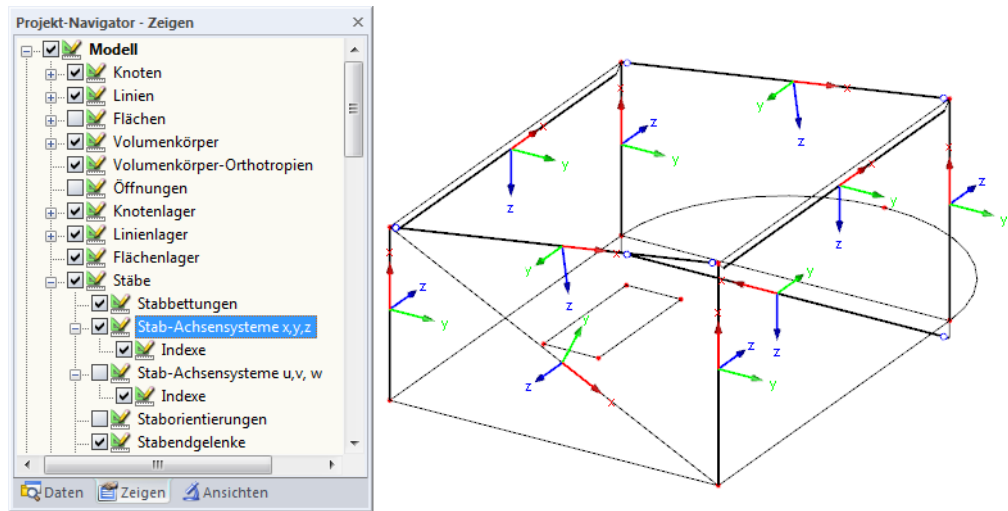 Projekt-Navigator - Zeigen
Modell
Knoten
Linien
Flächen
Volumenkörper
Volumenkörper-Orthotropien
Öffnungen
Knotenlager
Linienlager
Flächenlager
Stäbe
Stabbettungen
Stab-Achsensysteme x,y,z
Indexe
Stab-Achsensysteme u,v, w
Indexe
Staborientierungen
Stabendgelenke
Daten Zeigen Ansichten
x
y
z
x
y
z
x
y
z
x
y
z
x
y
z
x
y
z
x
y
z
x
y
z
x
y
z
x
y
z